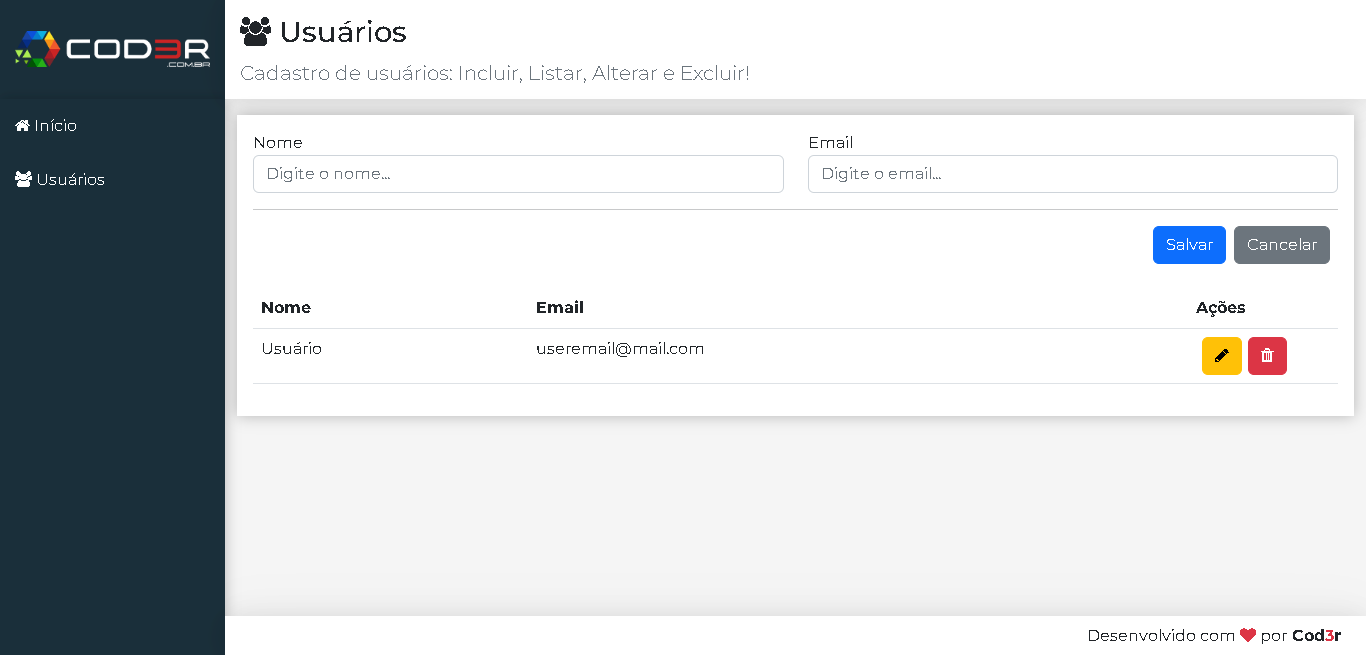 COD3R
.COM.BR
Início
Usuários
Usuários
Cadastro de usuários: Incluir, Listar, Alterar e Excluir!
Nome Email
Digite o nome... Digite o email...
Salvar Cancelar
Nome Email Ações
Usuário useremail@mail.com
Desenvolvido com ❤ por Cod3r